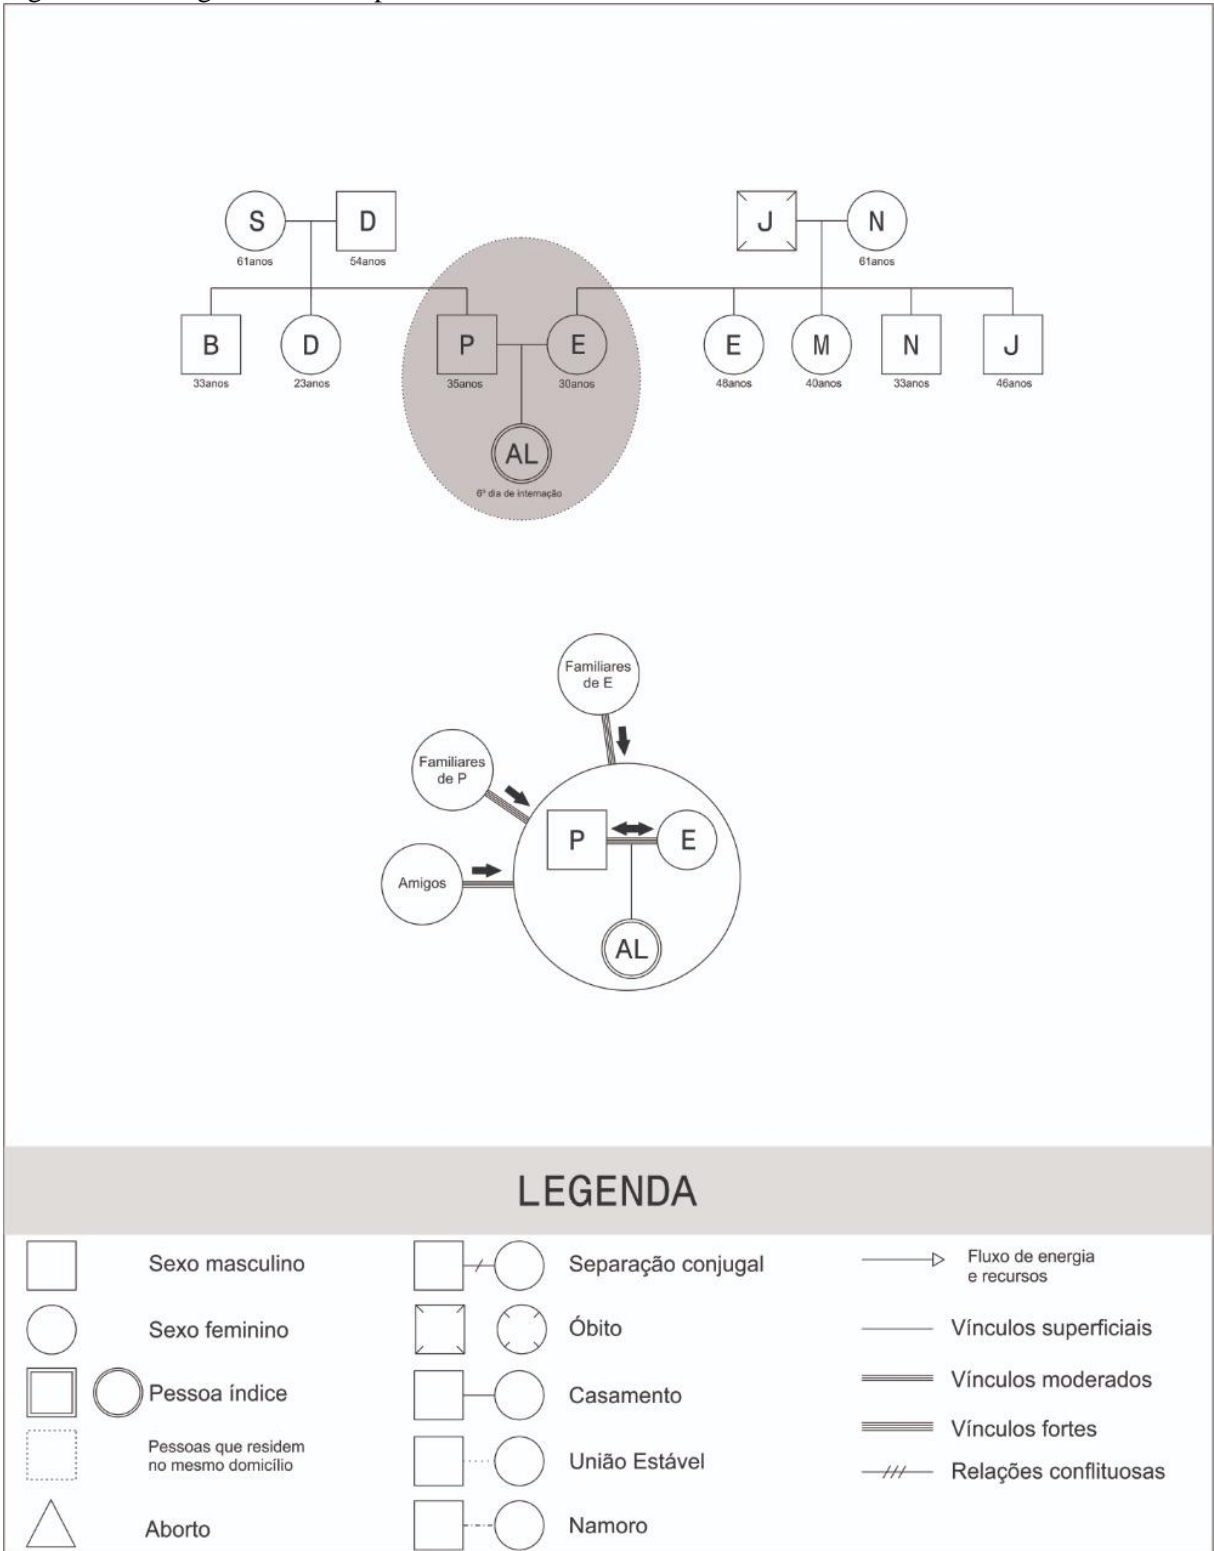 S
D
J
N
61anos
54anos
61anos
B
D
P
E
E
M
N
J
33anos
23anos
35anos
30anos
48anos
40anos
33anos
46anos
AL
6º dia de internação
Familiares
de E
Familiares
de P
P
E
Amigos
AL
LEGENDA
Sexo masculino
Sexo feminino
Pessoa índice
Pessoas que residem
no mesmo domicílio
Aborto
Separação conjugal
Óbito
Casamento
União Estável
Namoro
Fluxo de energia
e recursos
Vínculos superficiais
Vínculos moderados
Vínculos fortes
Relações conflituosas